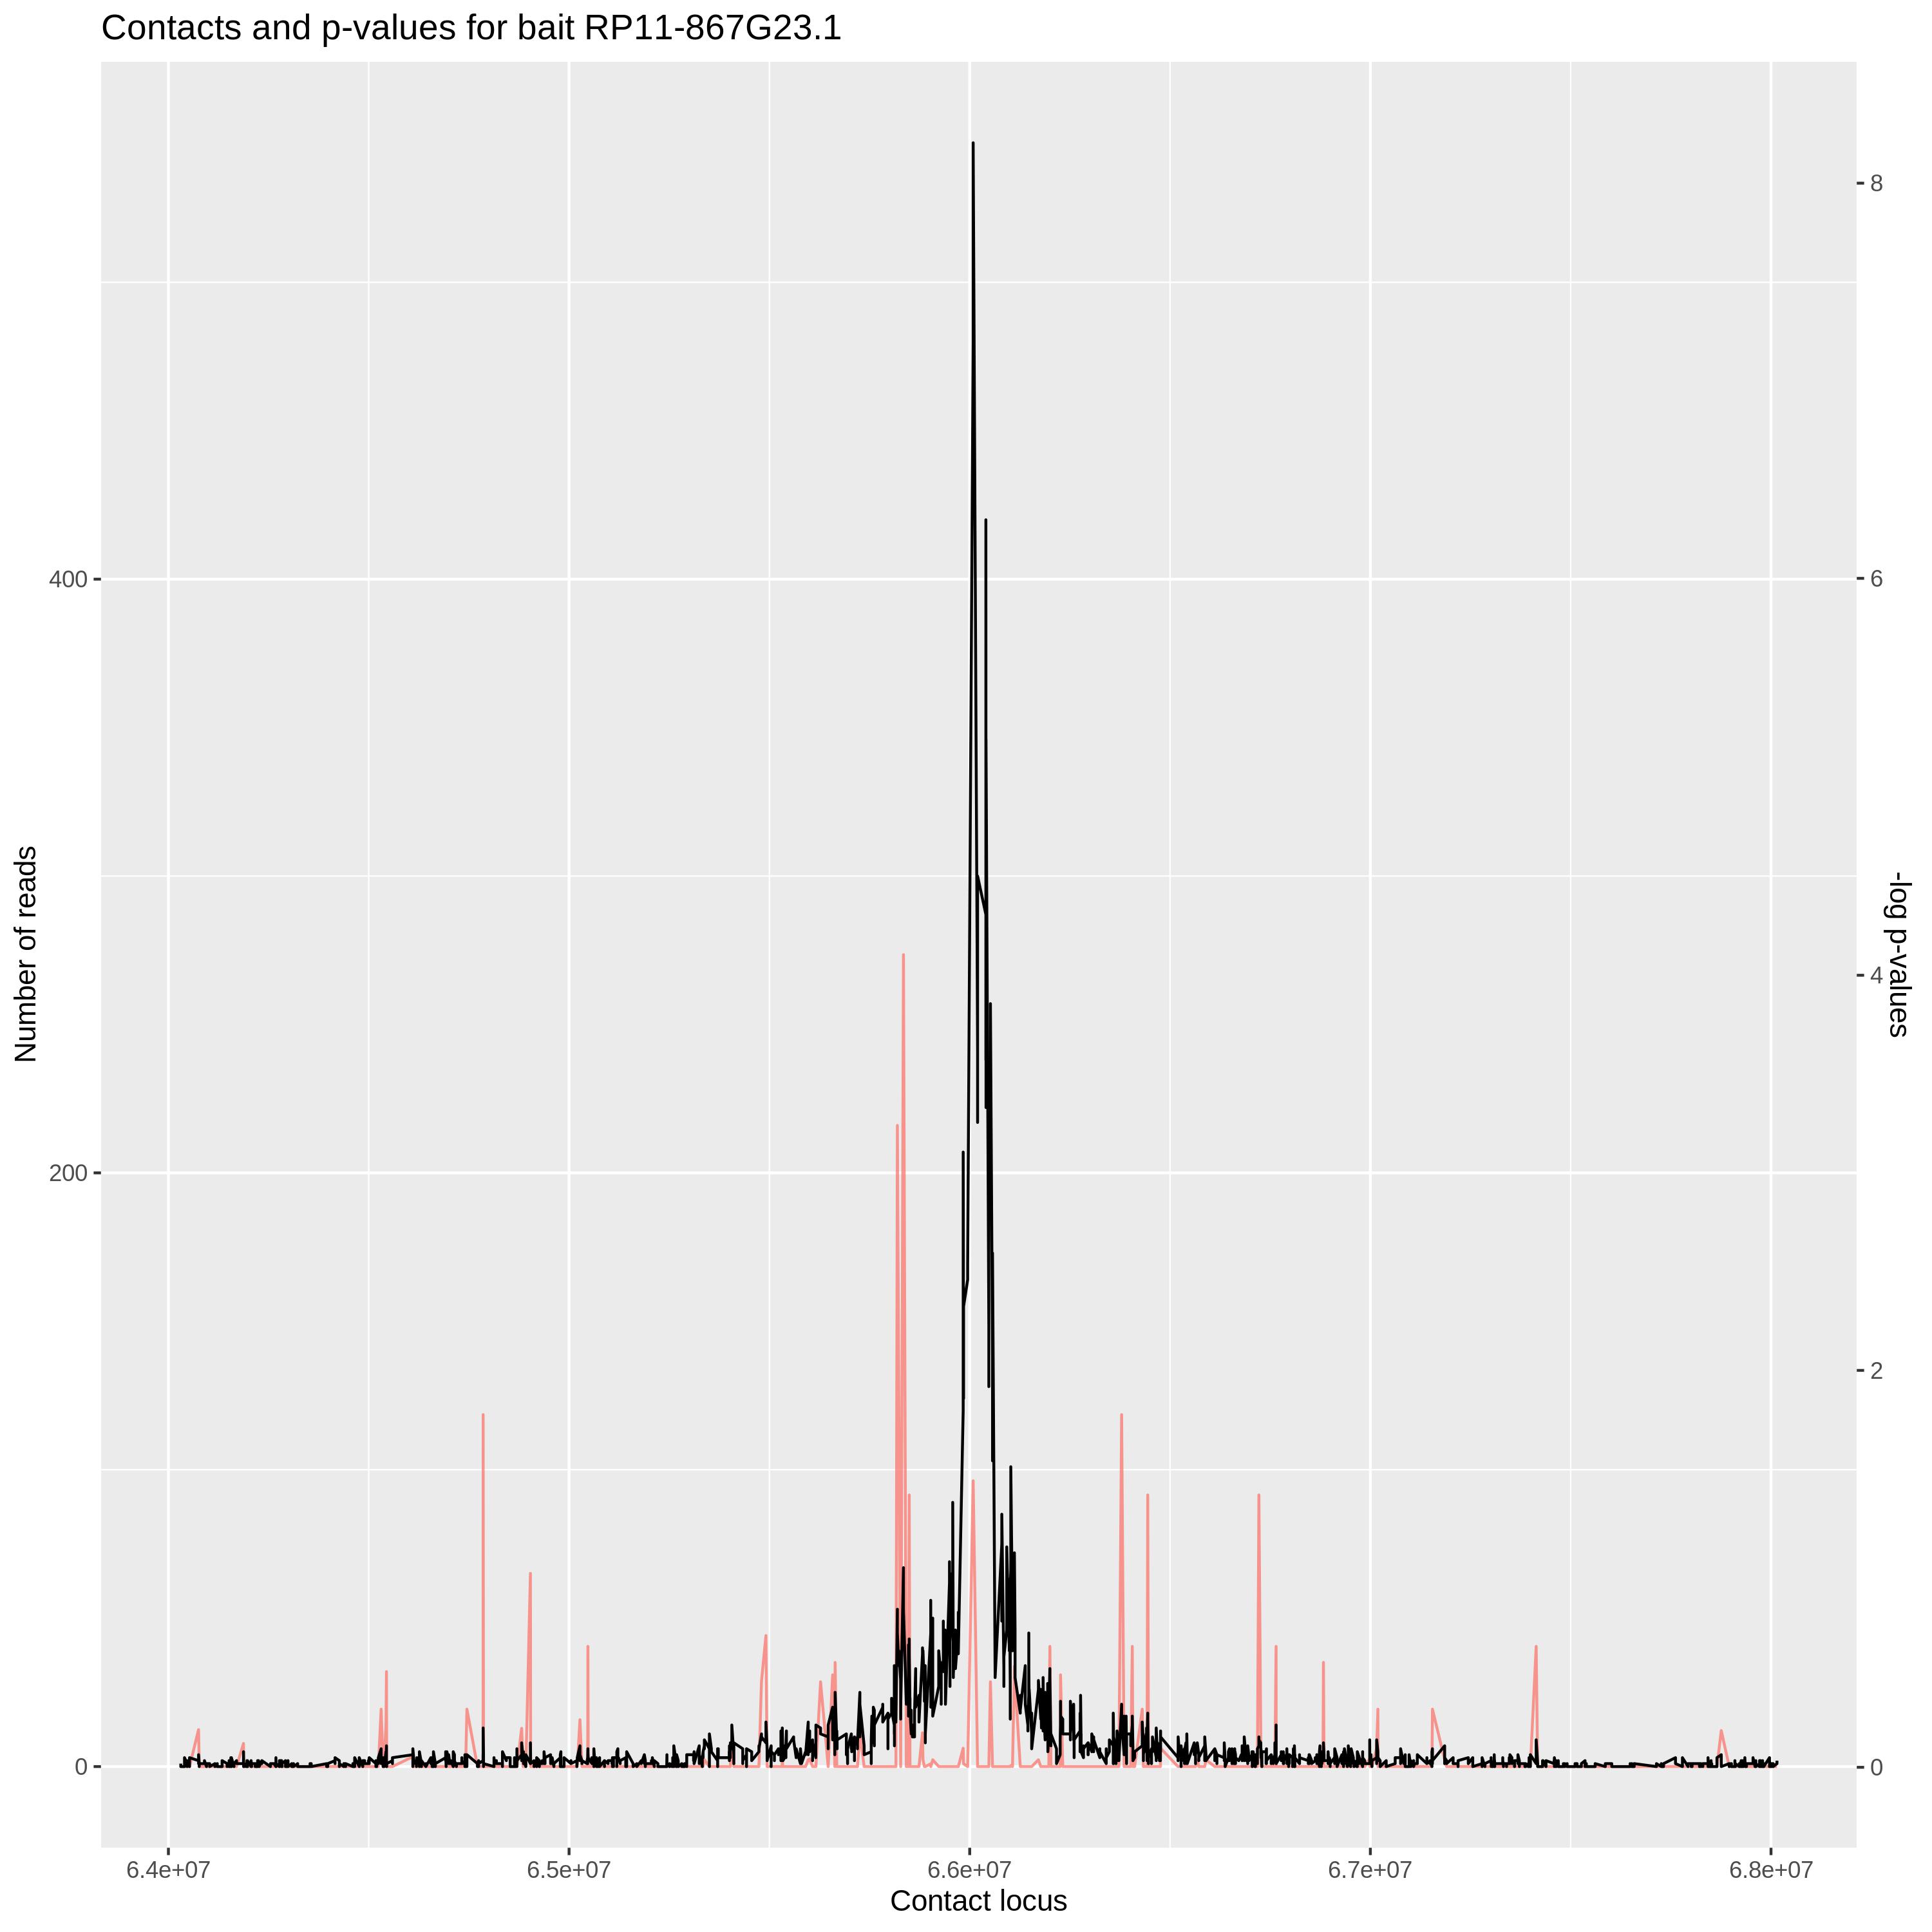 Contacts and p-values for bait RP11-867G23.1
8
400
6
Number of reads
-log p-values
4
200
2
0
0
6.4e+07
6.5e+07
6.6e+07
6.7e+07
6.8e+07
Contact locus